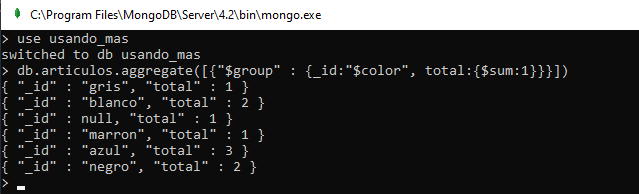 C:\Program Files\MongoDB\Server\4.2\bin\mongo.exe
> use usando_mas
switched to db usando_mas
> db.articulos.aggregate([{"$group" : {_id:"$color", total:{$sum:1}}}])
{ "_id" : "gris", "total" : 1 }
{ "_id" : "blanco", "total" : 2 }
{ "_id" : null, "total" : 1 }
{ "_id" : "marron", "total" : 1 }
{ "_id" : "azul", "total" : 3 }
{ "_id" : "negro", "total" : 2 }
>